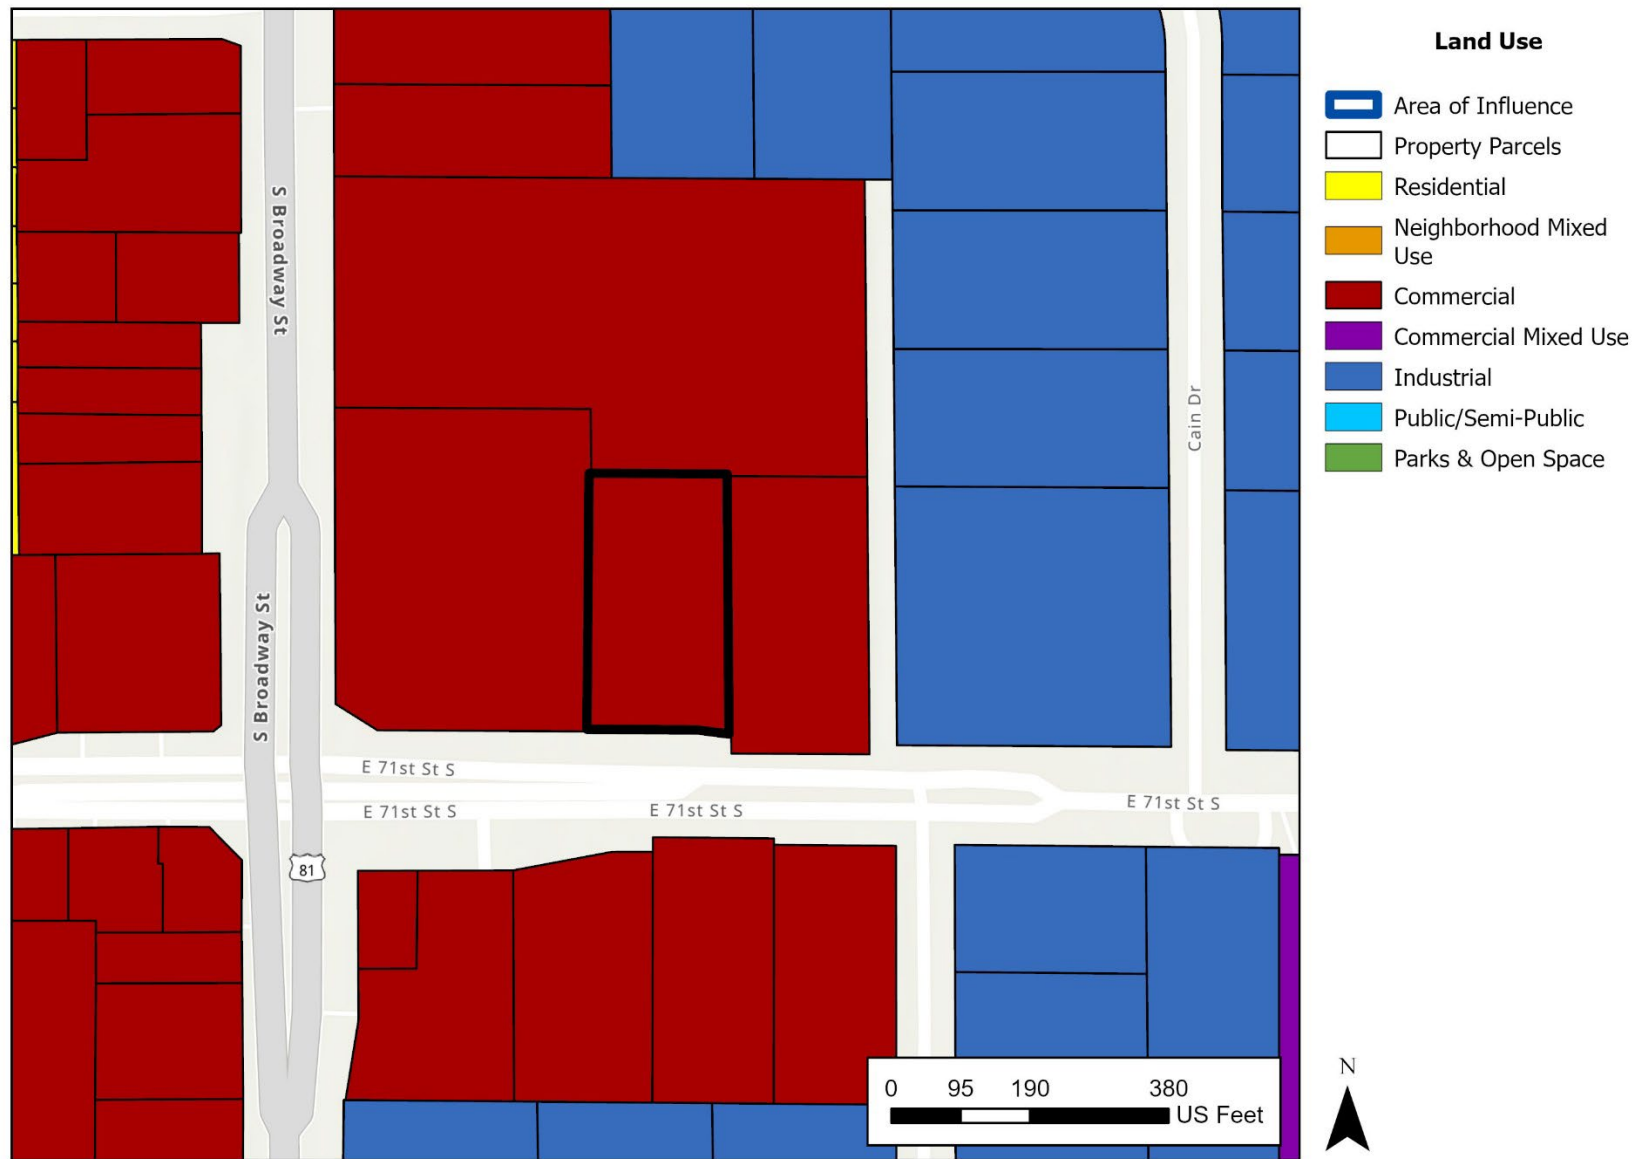 Land Use
Area of Influence
Property Parcels
Residential
Neighborhood Mixed
Use
Commercial
Commercial Mixed Use
Industrial
Public/Semi-Public
Parks & Open Space
S Broadway St
Cain Dr
S Broadway St
E 71st St S
E 71st St S
E 71st St S
E 71st St S
81
0 95 190 380
US Feet
N